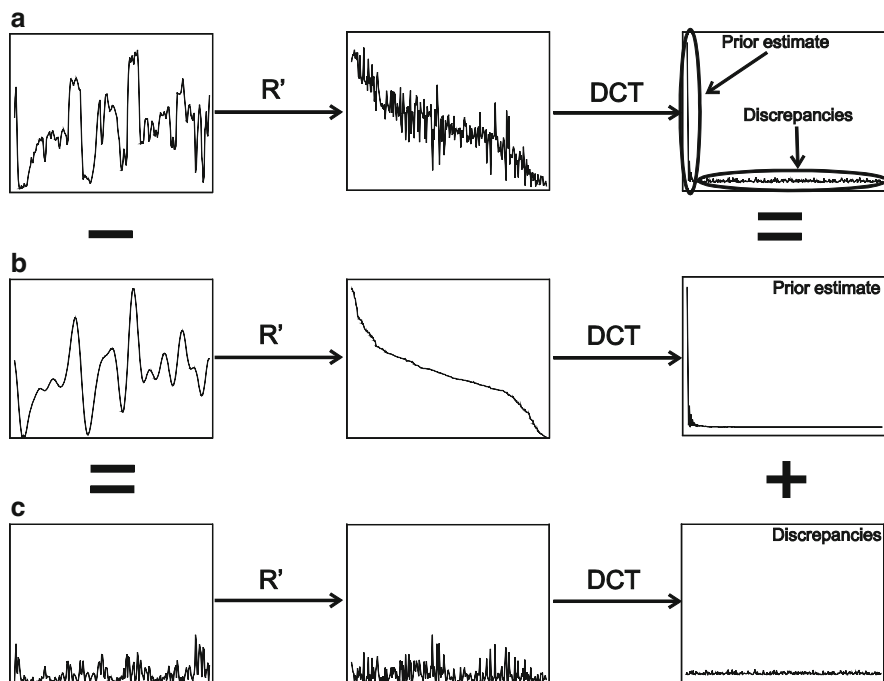 a
R'
DCT
Prior estimate
Discrepancies
−
=
b
R'
DCT
Prior estimate
=
+
c
R'
DCT
Discrepancies